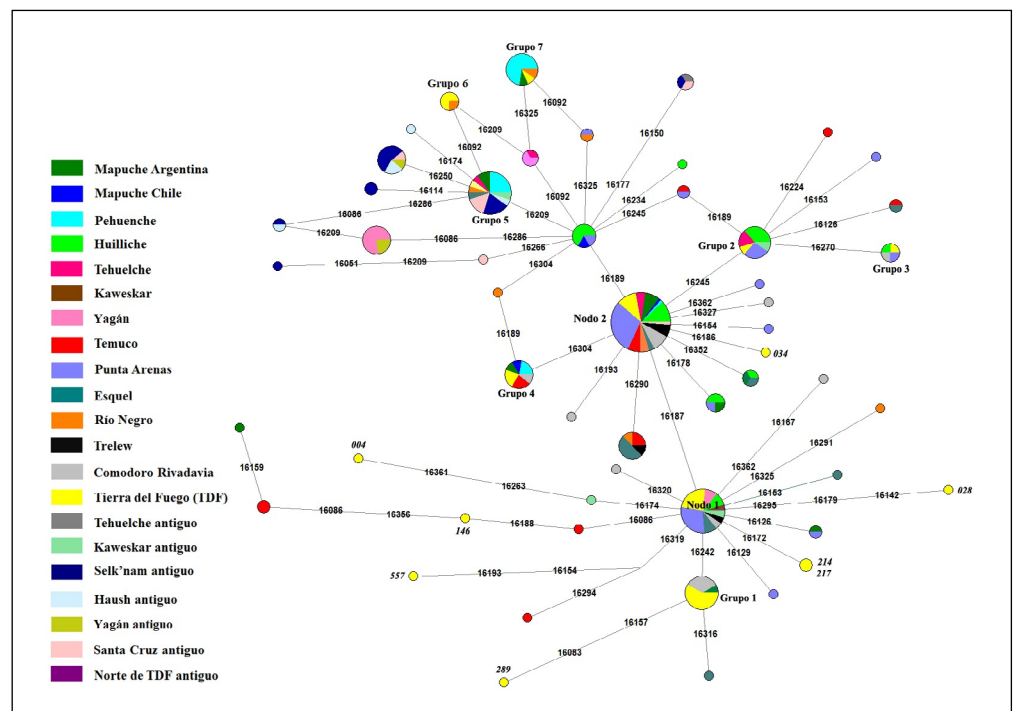 Grupo 7
Grupo 6
16092
16325
16209
16092
16150
16174
16250
16114
16286
16086
16209
Grupo 5
16209
16092
16325
16177
16234
16245
16224
16153
16126
16270
16189
Grupo 2
Grupo 3
16086
16286
16266
16051
16209
16304
16189
16245
16362
16327
16154
16186
16352
16178
034
Nodo 2
16189
Grupo 4
16304
16193
16290
16187
16167
16291
16362
16325
16163
16295
16179
16142
028
16126
16172
16129
214
217
Nodo 1
16320
16174
16086
16319
16242
Grupo 1
16159
004
16361
16263
16086
16356
146
16188
557
16193
16154
16294
16157
16083
289
16316
Mapuche Argentina
Mapuche Chile
Pehuenche
Huilliche
Tehuelche
Kaweskar
Yagán
Temuco
Punta Arenas
Esquel
Río Negro
Trelew
Comodoro Rivadavia
Tierra del Fuego (TDF)
Tehuelche antiguo
Kaweskar antiguo
Selk'nam antiguo
Haush antiguo
Yagán antiguo
Santa Cruz antiguo
Norte de TDF antiguo